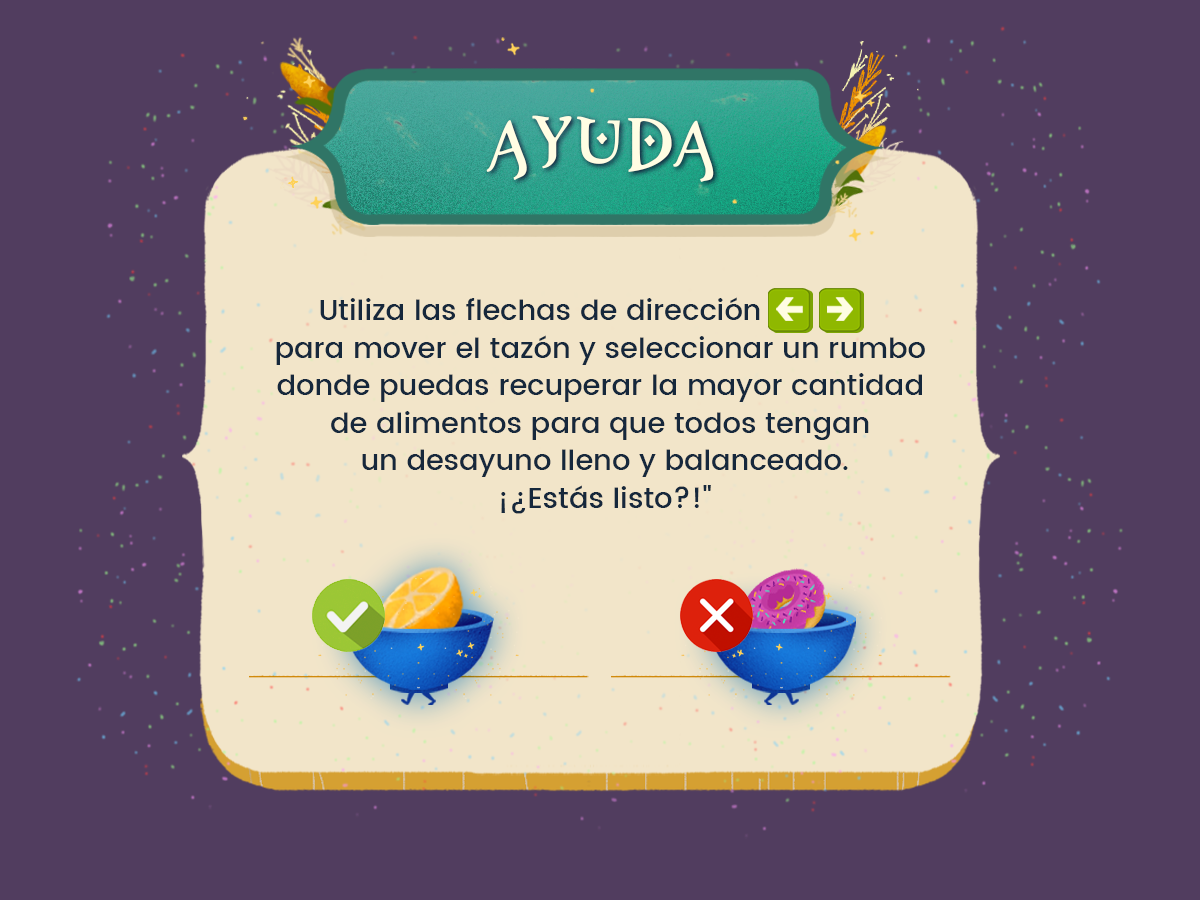 AYUDA
Utiliza las flechas de dirección
para mover el tazón y seleccionar un rumbo
donde puedas recuperar la mayor cantidad
de alimentos para que todos tengan
un desayuno lleno y balanceado.
¡¿Estás listo?!"